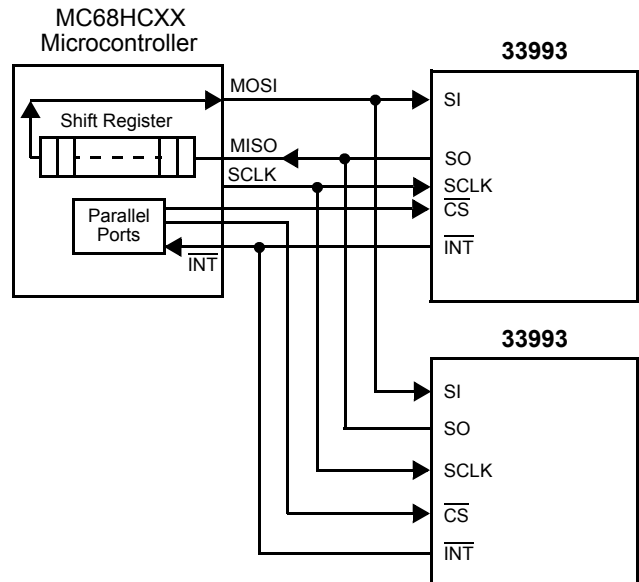 MC68HCXX
Microcontroller
33993
MOSI
SI
Shift Register
MISO
SO
SCLK
SCLK
CS
Parallel
Ports
INT
INT
33993
SI
SO
SCLK
CS
INT